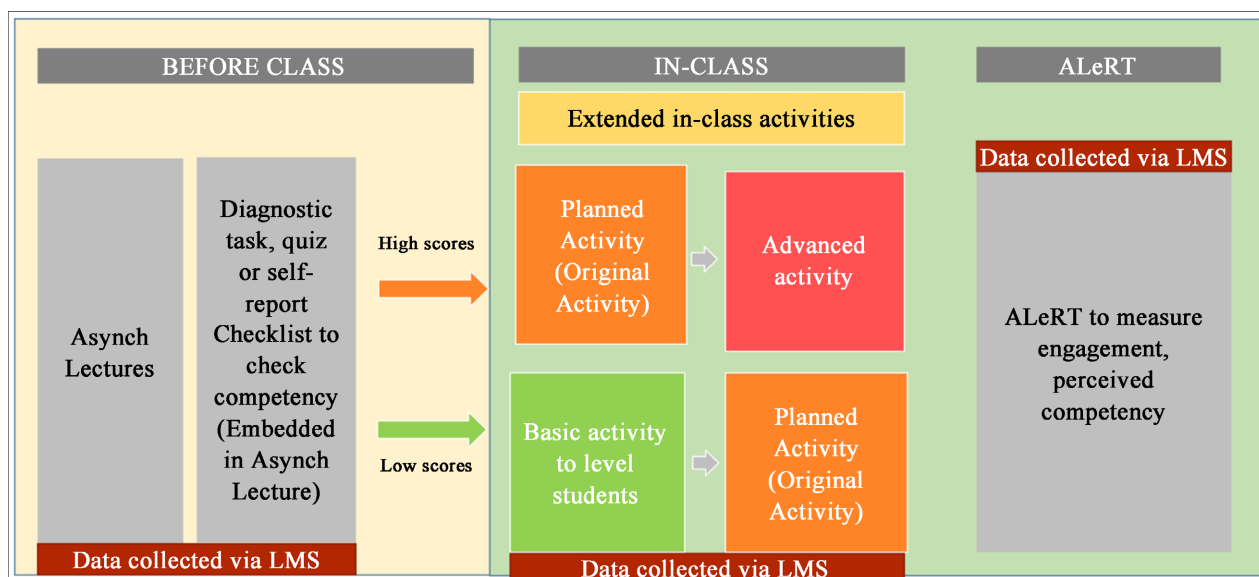 BEFORE CLASS
Asynch
Lectures
Diagnostic
task, quiz
or self-
report
Checklist to
check
competency
(Embedded
in Asynch
Lecture)
Data collected via LMS
High scores
Low scores
IN-CLASS
Extended in-class activities
Planned
Activity
(Original
Activity)
Advanced
activity
Basic activity
to level
students
Planned
Activity
(Original
Activity)
Data collected via LMS
ALeRT
Data collected via LMS
ALeRT to measure
engagement,
perceived
competency